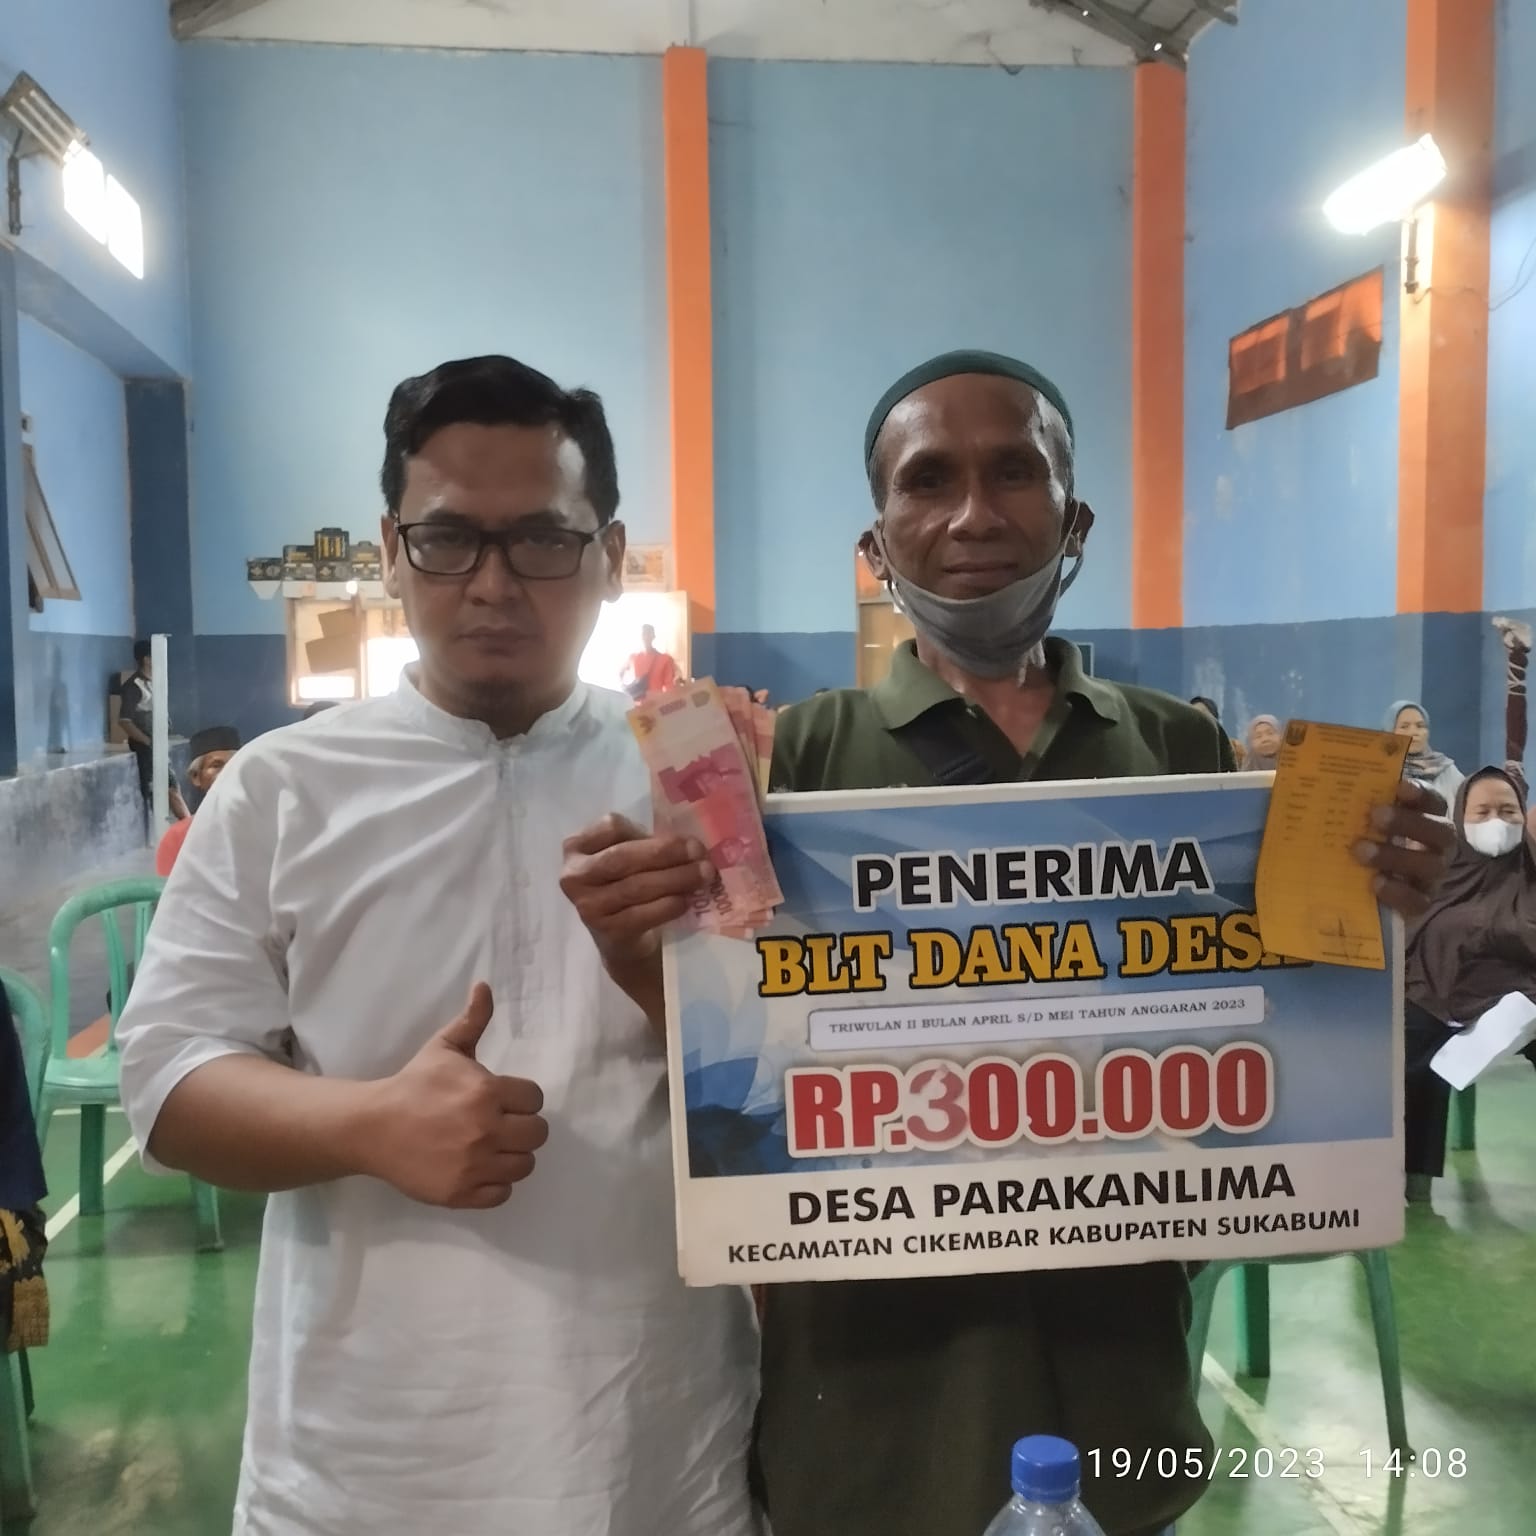 PENERIMA
BLT DANA DESA
TRIWULAN II BULAN APRIL S/D MEI TAHUN ANGGARAN 2023
RP.300.000
DESA PARAKANLIMA
KECAMATAN CIKEMBAR KABUPATEN SUKABUMI
19/05/2023 14:08